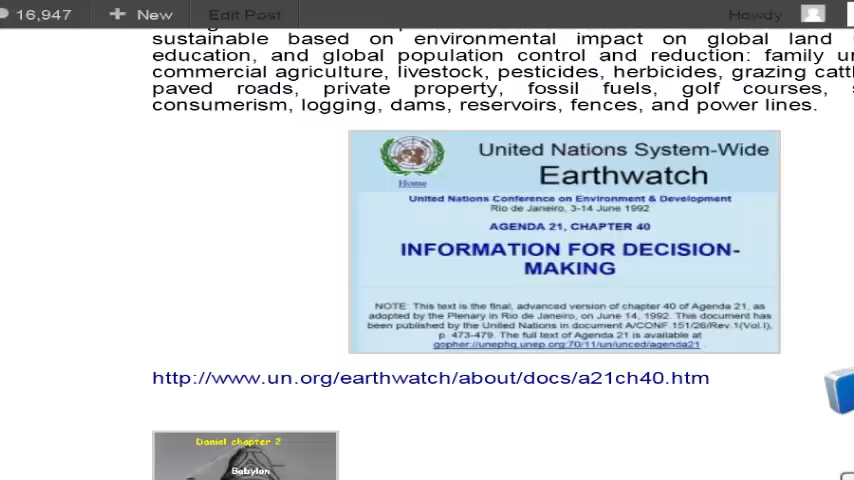 16,947 + New Edit Post Howdy
sustainable based on environmental impact on global land
education, and global population control and reduction: family
commercial agriculture, livestock, pesticides, herbicides, grazing
paved roads, private property, fossil fuels, golf courses,
consumerism, logging, dams, reservoirs, fences, and power lines.
United Nations System-Wide
Earthwatch
Home
United Nations Conference on Environment & Development
Rio de Janeiro, 3-14 June 1992
AGENDA 21, CHAPTER 40
INFORMATION FOR DECISION-
MAKING
NOTE: This text is the final, advanced version of chapter 40 of Agenda 21, as
adopted by the Plenary in Rio de Janeiro, on June 14, 1992. This document has
been published by the United Nations in document A/CONF.151/26/Rev.1(Vol.I),
p. 473-479. The full text of Agenda 21 is available at
gopher://unephq.unep.org:70/11/un/unced/agenda21 .
http://www.un.org/earthwatch/about/docs/a21ch40.htm
Daniel chapter 2
Babylon